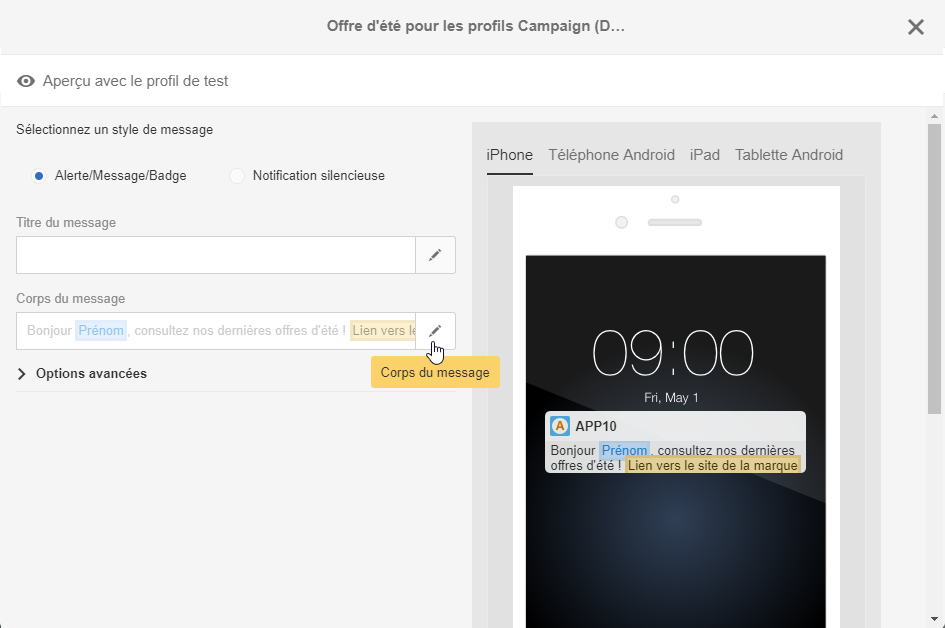 Offre d'été pour les profils Campaign (D…
Aperçu avec le profil de test
Sélectionnez un style de message
Alerte/Message/Badge
Notification silencieuse
Titre du message
Corps du message
Bonjour Prénom, consultez nos dernières offres d'été ! Lien vers le
Corps du message
Options avancées
iPhone Téléphone Android iPad Tablette Android
09:00
Fri, May 1
A APP10
Bonjour Prénom, consultez nos dernières
offres d'été ! Lien vers le site de la marque